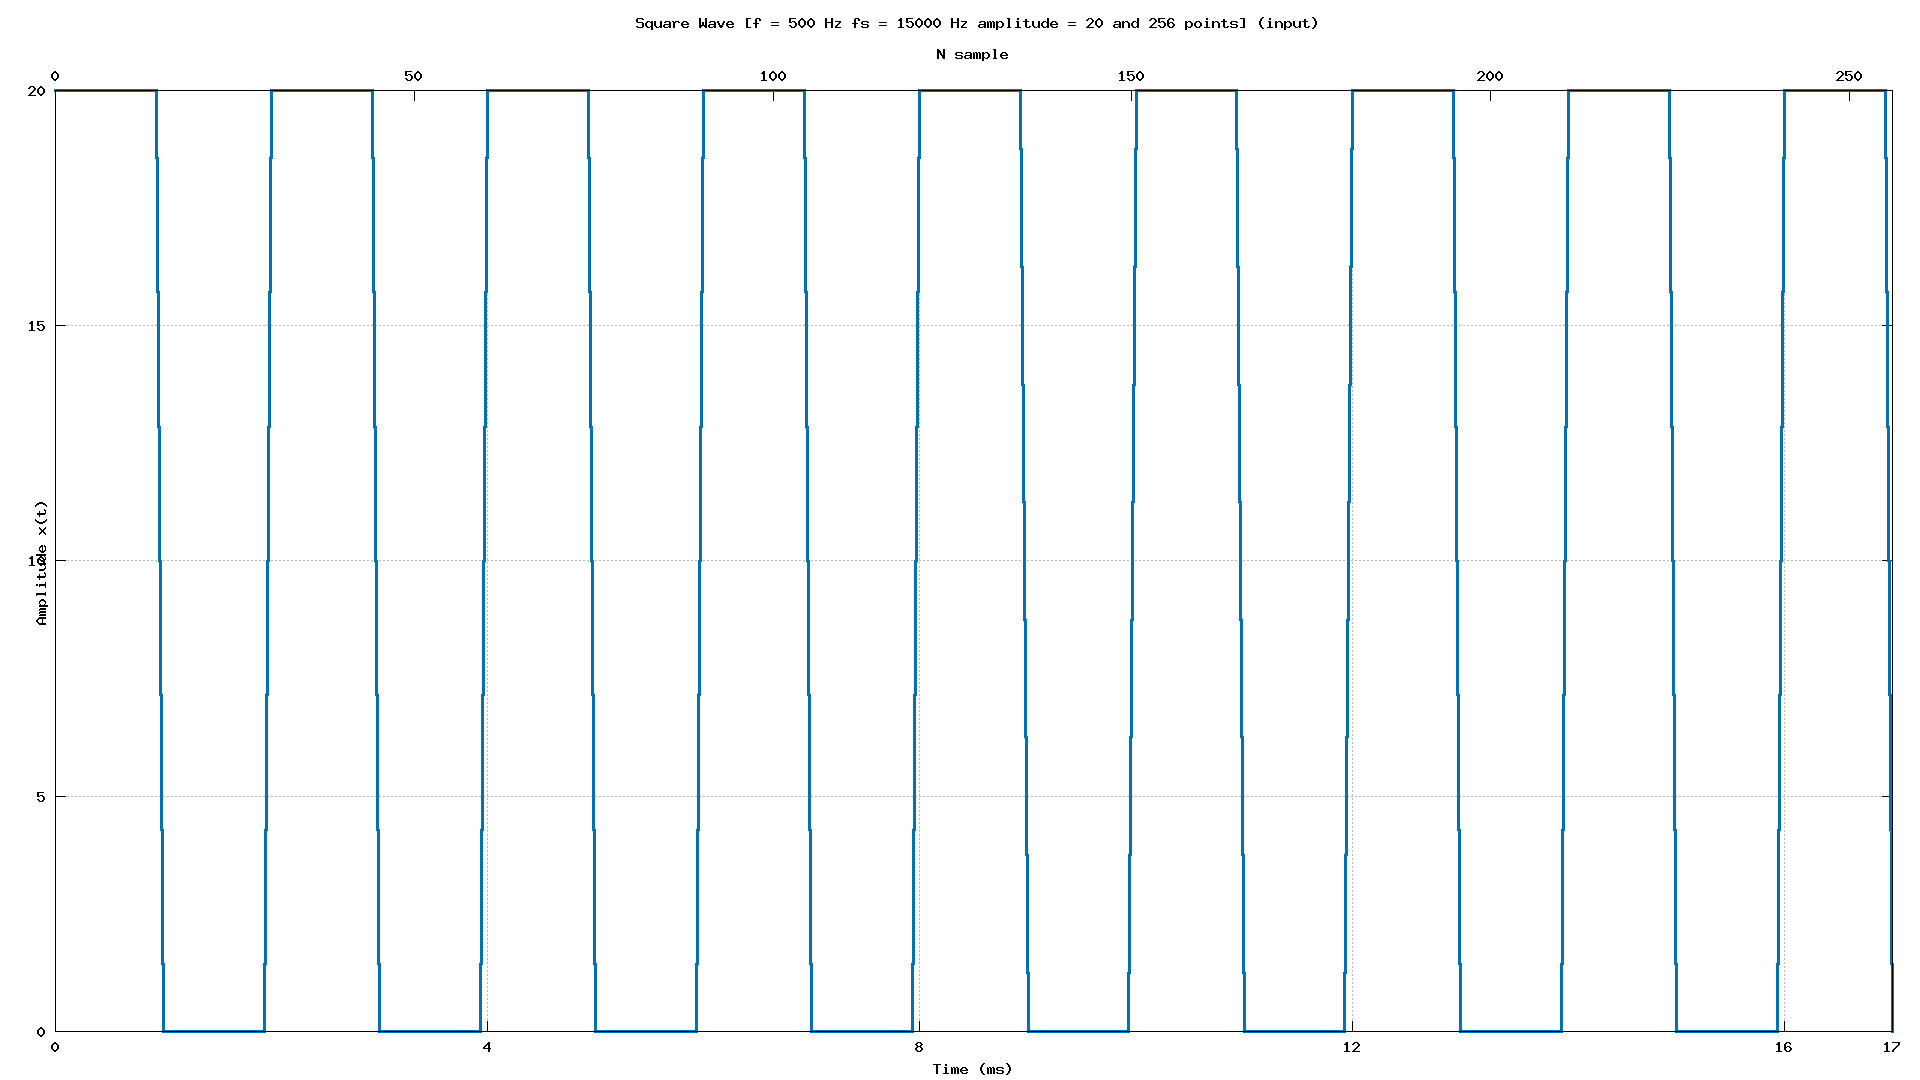 Square Wave [f = 500 Hz fs = 15000 Hz amplitude = 20 and 256 points] (input)
N sample
0 50 100 150 200 250
20
15
10
5
0
Amplitude x(t)
0 4 8 12 16 17
Time (ms)